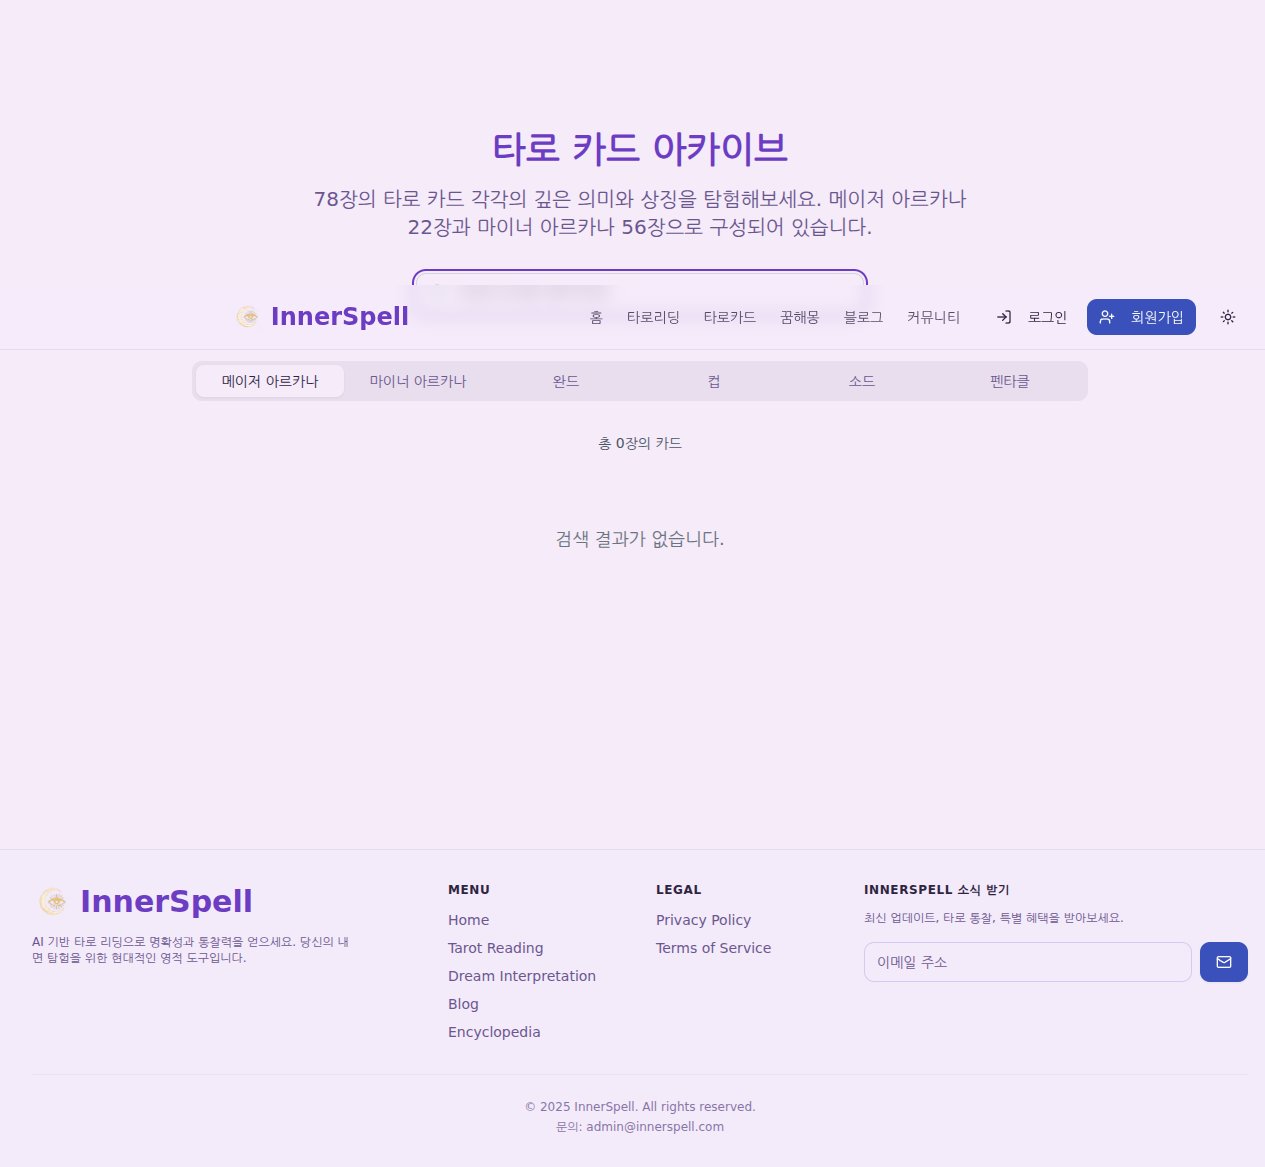 타로 카드 아카이브
78장의 타로 카드 각각의 깊은 의미와 상징을 탐험해보세요. 메이저 아르카나
22장과 마이너 아르카나 56장으로 구성되어 있습니다.
InnerSpell
홈
타로리딩
타로카드
꿈해몽
블로그
커뮤니티
로그인
회원가입
메이저 아르카나
마이너 아르카나
완드
컵
소드
펜타클
총 0장의 카드
검색 결과가 없습니다.
InnerSpell
AI 기반 타로 리딩으로 명확성과 통찰력을 얻으세요. 당신의 내
면 탐험을 위한 현대적인 영적 도구입니다.
MENU
Home
Tarot Reading
Dream Interpretation
Blog
Encyclopedia
LEGAL
Privacy Policy
Terms of Service
INNERSPELL 소식 받기
최신 업데이트, 타로 통찰, 특별 혜택을 받아보세요.
이메일 주소
© 2025 InnerSpell. All rights reserved.
문의: admin@innerspell.com